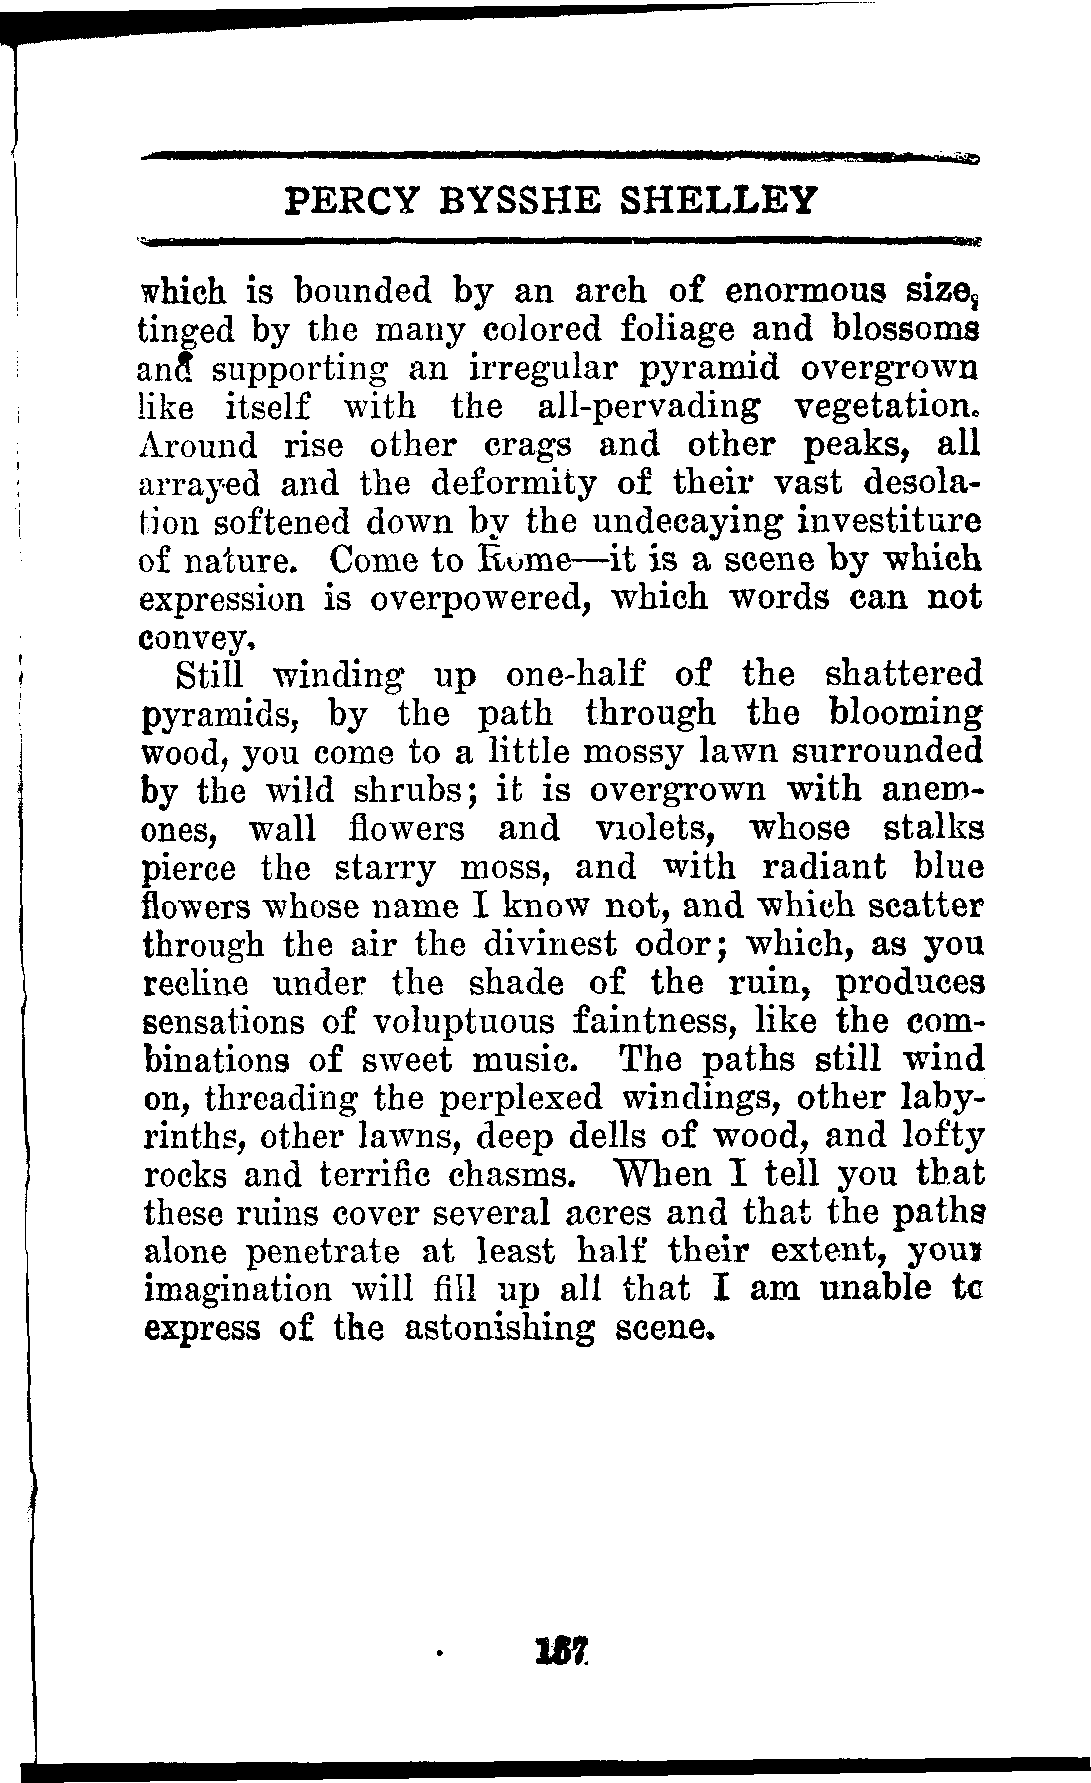 PERCY BYSSHE SHELLEY
which is bounded by an arch of enormous size,
tinged by the many colored foliage and blossoms
and supporting an irregular pyramid overgrown
like itself with the all-pervading vegetation.
Around rise other crags and other peaks, all
arrayed and the deformity of their vast desola-
tion softened down by the undecaying investiture
of nature. Come to Rome—it is a scene by which
expression is overpowered, which words can not
convey.
Still winding up one-half of the shattered
pyramids, by the path through the blooming
wood, you come to a little mossy lawn surrounded
by the wild shrubs; it is overgrown with anem-
ones, wall flowers and violets, whose stalks
pierce the starry moss, and with radiant blue
flowers whose name I know not, and which scatter
through the air the divinest odor; which, as you
recline under the shade of the ruin, produces
sensations of voluptuous faintness, like the com-
binations of sweet music. The paths still wind
on, threading the perplexed windings, other laby-
rinths, other lawns, deep dells of wood, and lofty
rocks and terrific chasms. When I tell you that
these ruins cover several acres and that the paths
alone penetrate at least half their extent, your
imagination will fill up all that I am unable to
express of the astonishing scene.